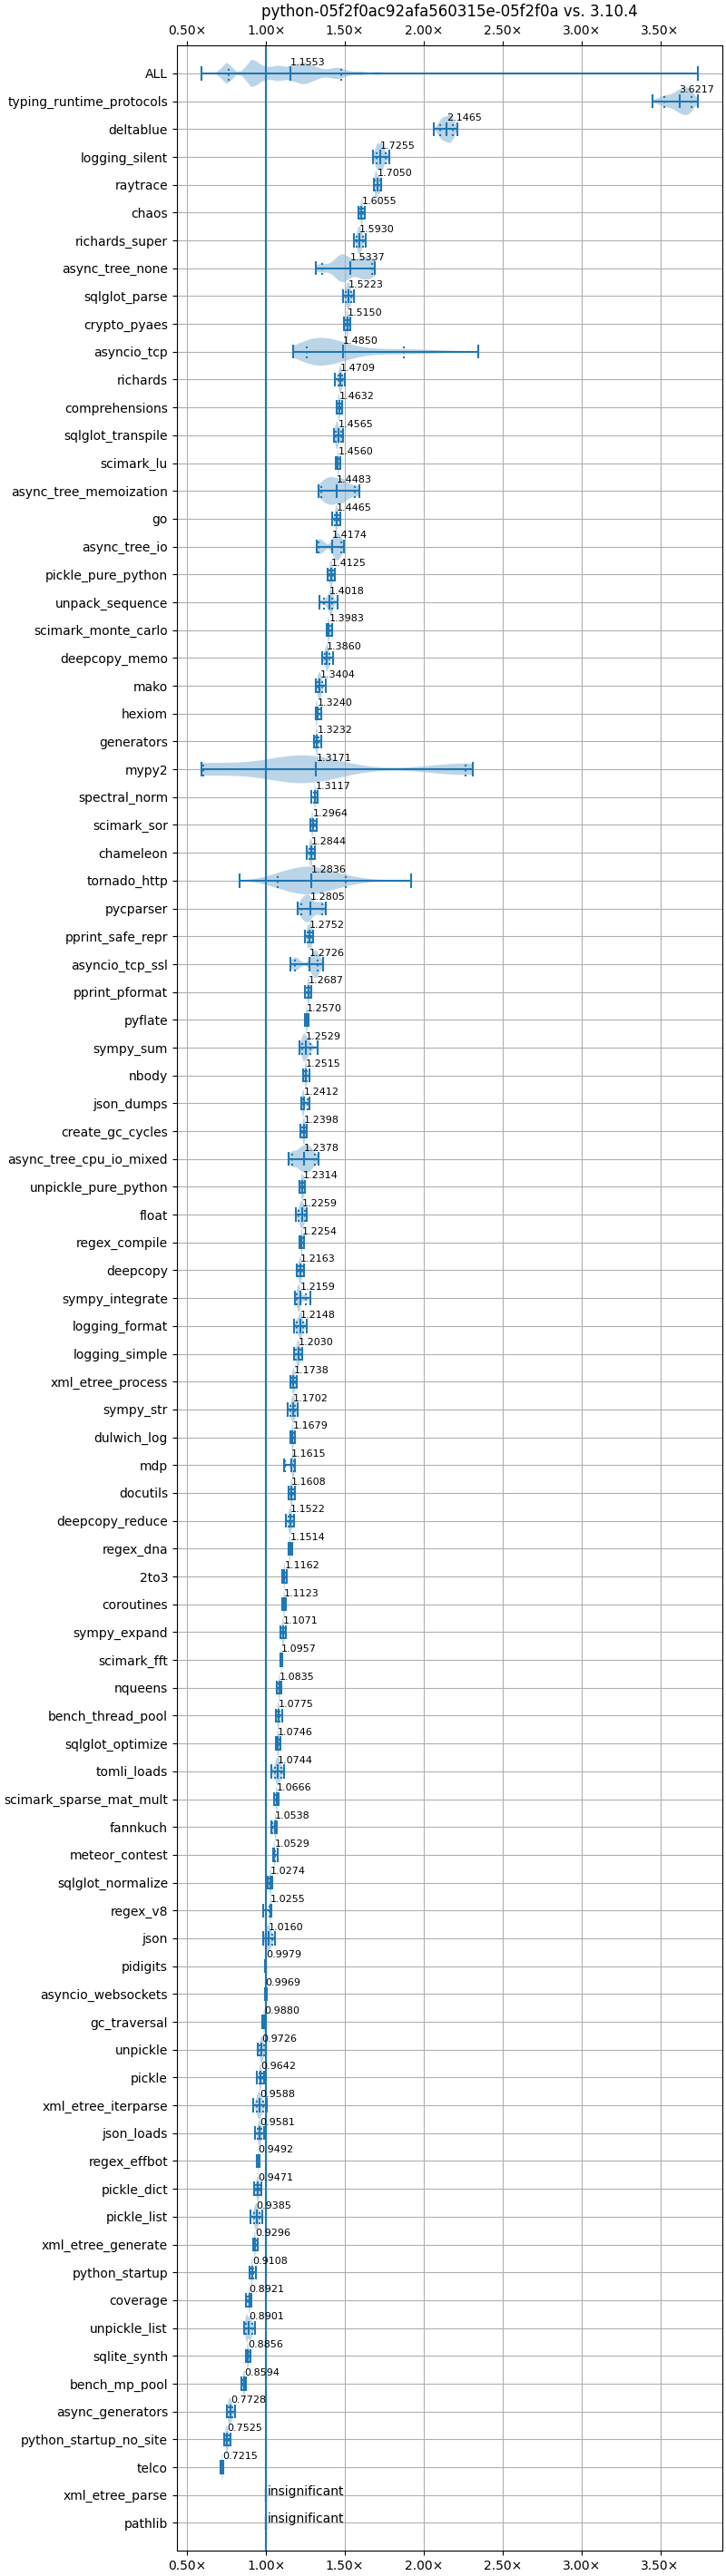 python-05f2f0ac92afa560315e-05f2f0a vs. 3.10.4
0.50× 1.00× 1.50× 2.00× 2.50× 3.00× 3.50×
ALL 1.1553
typing_runtime_protocols 3.6217
deltablue 2.1465
logging_silent 1.7255
raytrace 1.7050
chaos 1.6055
richards_super 1.5930
async_tree_none 1.5337
sqlglot_parse 1.5223
crypto_pyaes 1.5150
asyncio_tcp 1.4850
richards 1.4709
comprehensions 1.4632
sqlglot_transpile 1.4565
scimark_lu 1.4560
async_tree_memoization 1.4483
go 1.4465
async_tree_io 1.4174
pickle_pure_python 1.4125
unpack_sequence 1.4018
scimark_monte_carlo 1.3983
deepcopy_memo 1.3860
mako 1.3404
hexiom 1.3240
generators 1.3232
mypy2 1.3171
spectral_norm 1.3117
scimark_sor 1.2964
chameleon 1.2844
tornado_http 1.2836
pycparser 1.2805
pprint_safe_repr 1.2752
asyncio_tcp_ssl 1.2726
pprint_pformat 1.2687
pyflate 1.2570
sympy_sum 1.2529
nbody 1.2515
json_dumps 1.2412
create_gc_cycles 1.2398
async_tree_cpu_io_mixed 1.2378
unpickle_pure_python 1.2314
float 1.2259
regex_compile 1.2254
deepcopy 1.2163
sympy_integrate 1.2159
logging_format 1.2148
logging_simple 1.2030
xml_etree_process 1.1738
sympy_str 1.1702
dulwich_log 1.1679
mdp 1.1615
docutils 1.1608
deepcopy_reduce 1.1522
regex_dna 1.1514
2to3 1.1162
coroutines 1.1123
sympy_expand 1.1071
scimark_fft 1.0957
nqueens 1.0835
bench_thread_pool 1.0775
sqlglot_optimize 1.0746
tomli_loads 1.0744
scimark_sparse_mat_mult 1.0666
fannkuch 1.0538
meteor_contest 1.0529
sqlglot_normalize 1.0274
regex_v8 1.0255
json 1.0160
pidigits 0.9979
asyncio_websockets 0.9969
gc_traversal 0.9880
unpickle 0.9726
pickle 0.9642
xml_etree_iterparse 0.9588
json_loads 0.9581
regex_effbot 0.9492
pickle_dict 0.9471
pickle_list 0.9385
xml_etree_generate 0.9296
python_startup 0.9108
coverage 0.8921
unpickle_list 0.8901
sqlite_synth 0.8856
bench_mp_pool 0.8594
async_generators 0.7728
python_startup_no_site 0.7525
telco 0.7215
xml_etree_parse insignificant
pathlib insignificant
0.50× 1.00× 1.50× 2.00× 2.50× 3.00× 3.50×